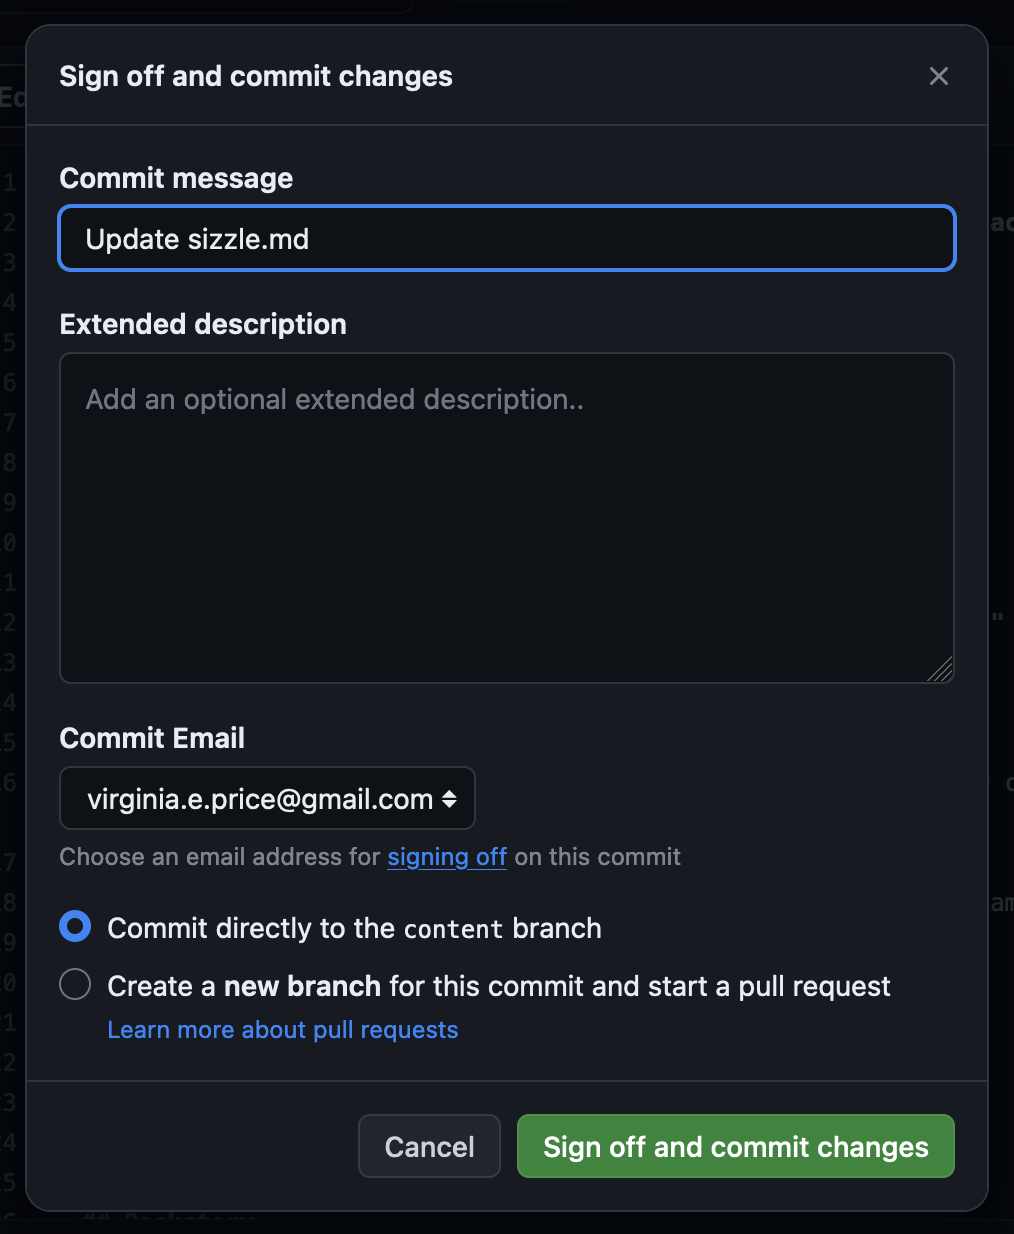 Sign off and commit changes
Commit message
Update sizzle.md
Extended description
Add an optional extended description..
Commit Email
virginia.e.price@gmail.com
Choose an email address for signing off on this commit
Commit directly to the content branch
Create a new branch for this commit and start a pull request
Learn more about pull requests
Cancel
Sign off and commit changes